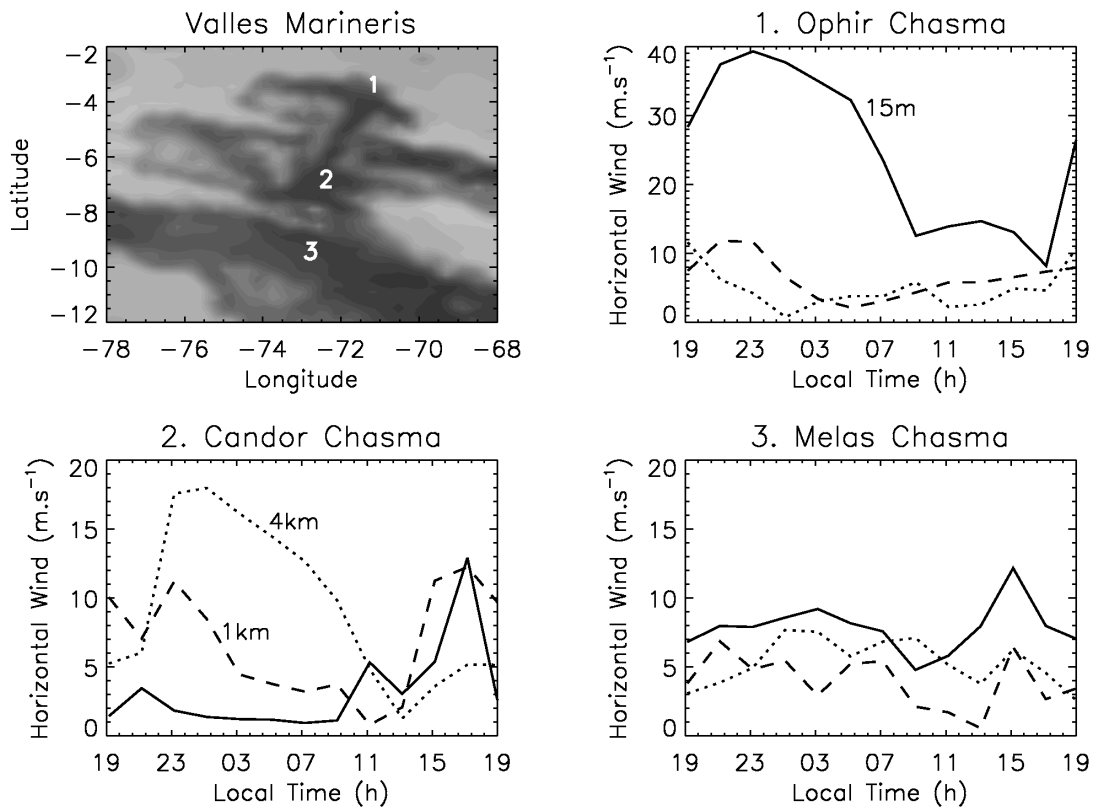 Valles Marineris
−2
−4
−6
−8
−10
−12
Latitude
1
2
3
−78 −76 −74 −72 −70 −68
Longitude
1. Ophir Chasma
40
30
20
10
0
Horizontal Wind (m.s⁻¹)
15m
19 23 03 07 11 15 19
Local Time (h)
2. Candor Chasma
20
15
10
5
0
Horizontal Wind (m.s⁻¹)
4km
1km
19 23 03 07 11 15 19
Local Time (h)
3. Melas Chasma
20
15
10
5
0
Horizontal Wind (m.s⁻¹)
19 23 03 07 11 15 19
Local Time (h)